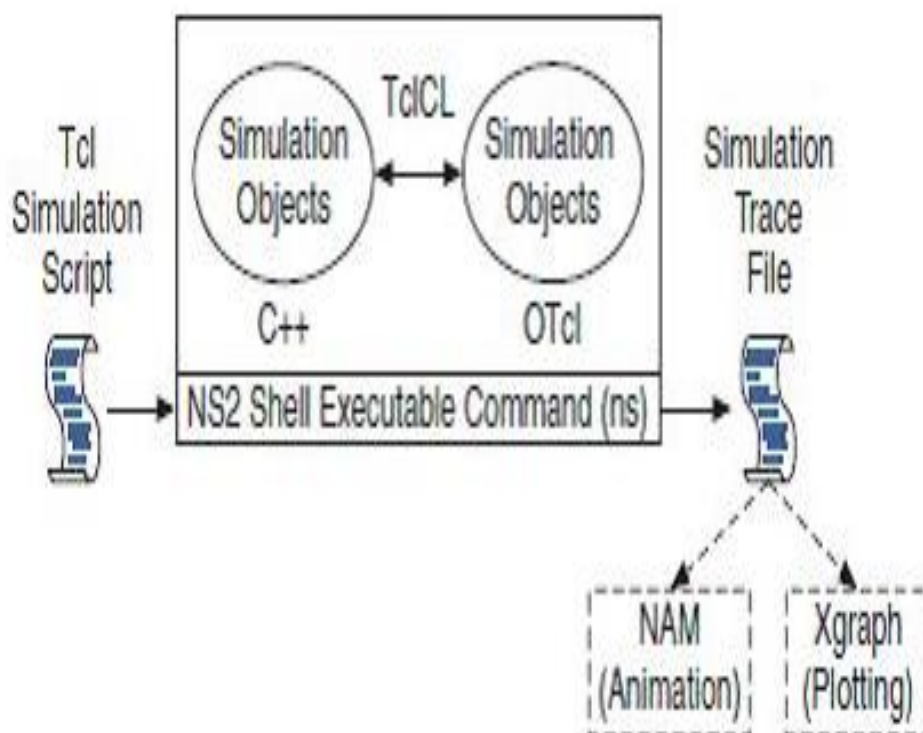 Tcl
Simulation
Script
TclCL
Simulation
Objects
Simulation
Objects
C++
OTcl
NS2 Shell Executable Command (ns)
Simulation
Trace
File
NAM
(Animation)
Xgraph
(Plotting)